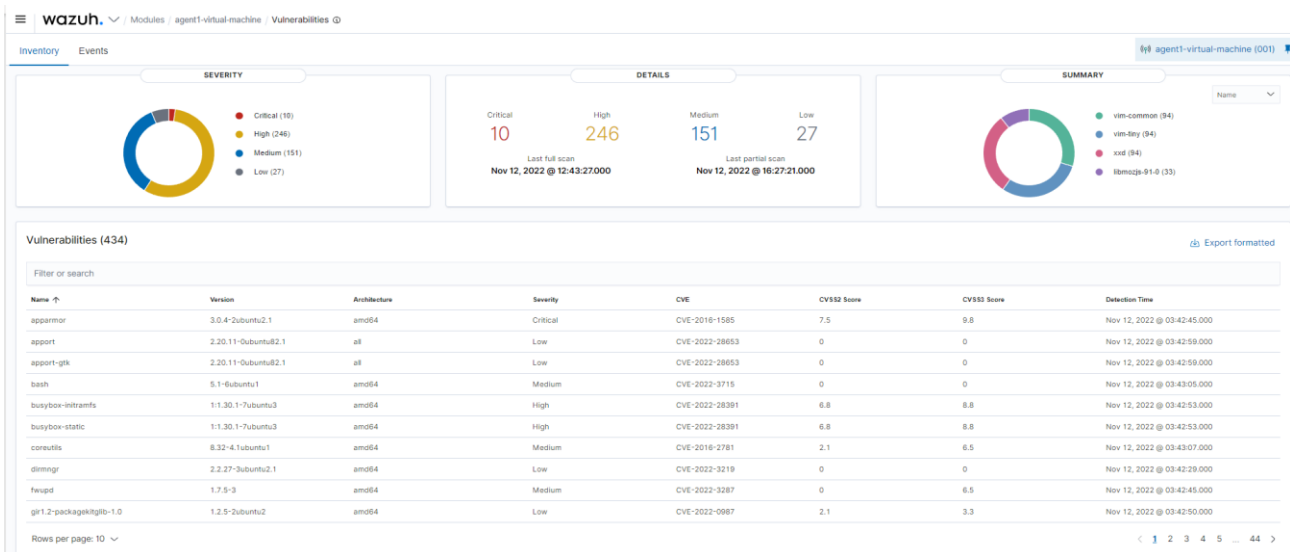 wazuh. / Modules / agent1-virtual-machine / Vulnerabilities
Inventory Events
agent1-virtual-machine (001)
SEVERITY
Critical (10)
High (246)
Medium (151)
Low (27)
DETAILS
Critical High Medium Low
10 246 151 27
Last full scan Last partial scan
Nov 12, 2022 @ 12:43:27.000 Nov 12, 2022 @ 16:27:21.000
SUMMARY
Name
vim-common (94)
vim-tiny (94)
xxd (94)
libmozjs-91-0 (33)
Vulnerabilities (434)
Export formatted
Filter or search
Name Version Architecture Severity CVE CVSS2 Score CVSS3 Score Detection Time
apparmor 3.0.4-2ubuntu2.1 amd64 Critical CVE-2016-1585 7.5 9.8 Nov 12, 2022 @ 03:42:45.000
apport 2.20.11-0ubuntu82.1 all Low CVE-2022-28653 0 0 Nov 12, 2022 @ 03:42:59.000
apport-gtk 2.20.11-0ubuntu82.1 all Low CVE-2022-28653 0 0 Nov 12, 2022 @ 03:42:59.000
bash 5.1-6ubuntu1 amd64 Medium CVE-2022-3715 0 0 Nov 12, 2022 @ 03:43:05.000
busybox-initramfs 1:1.30.1-7ubuntu3 amd64 High CVE-2022-28391 6.8 8.8 Nov 12, 2022 @ 03:42:53.000
busybox-static 1:1.30.1-7ubuntu3 amd64 High CVE-2022-28391 6.8 8.8 Nov 12, 2022 @ 03:42:53.000
coreutils 8.32-4.1ubuntu1 amd64 Medium CVE-2016-2781 2.1 6.5 Nov 12, 2022 @ 03:43:07.000
dirmngr 2.2.27-3ubuntu2.1 amd64 Low CVE-2022-3219 0 0 Nov 12, 2022 @ 03:42:29.000
fwupd 1.7.5-3 amd64 Medium CVE-2022-3287 0 6.5 Nov 12, 2022 @ 03:42:45.000
gir1.2-packagekitglib-1.0 1.2.5-2ubuntu2 amd64 Low CVE-2022-0987 2.1 3.3 Nov 12, 2022 @ 03:42:50.000
Rows per page: 10
1 2 3 4 5 ... 44